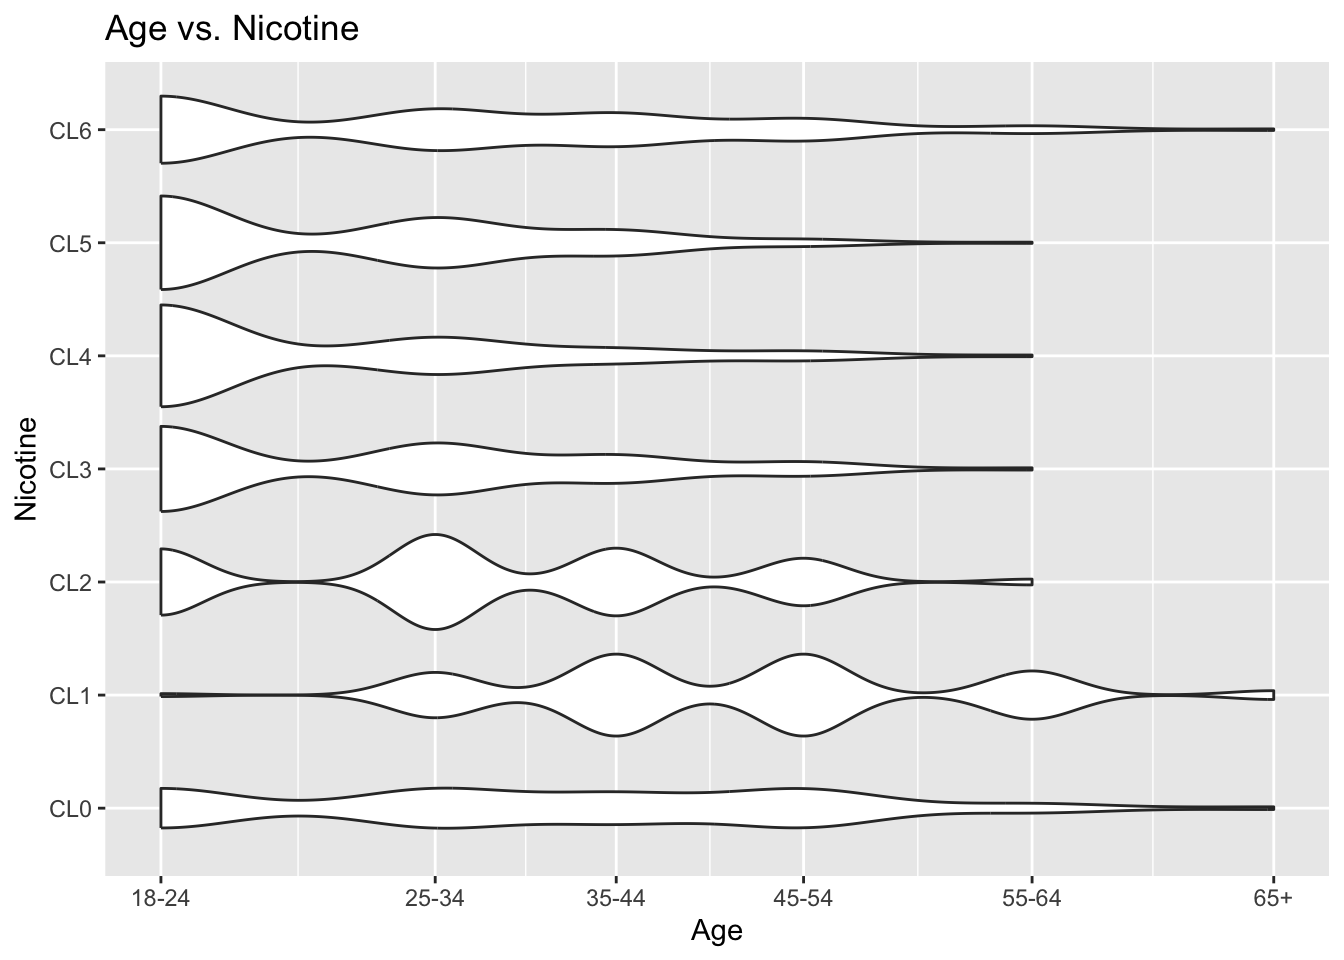 Age vs. Nicotine
Nicotine
CL6
CL5
CL4
CL3
CL2
CL1
CL0
18-24 25-34 35-44 45-54 55-64 65+
Age